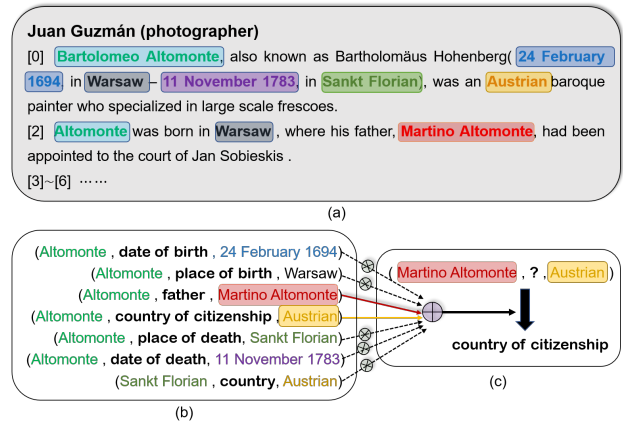 Juan Guzmán (photographer)
[0] Bartolomeo Altomonte, also known as Bartholomäus Hohenberg( 24 February
1694, in Warsaw – 11 November 1783, in Sankt Florian), was an Austrian baroque
painter who specialized in large scale frescoes.
[2] Altomonte was born in Warsaw , where his father, Martino Altomonte, had been
appointed to the court of Jan Sobieskis .
[3]~[6] ⋯⋯
(a)
(Altomonte , date of birth , 24 February 1694)
(Altomonte , place of birth , Warsaw)
(Altomonte , father , Martino Altomonte)
(Altomonte , country of citizenship , Austrian)
(Altomonte , place of death, Sankt Florian)
(Altomonte , date of death, 11 November 1783)
(Sankt Florian , country, Austrian)
(b)
( Martino Altomonte , ? , Austrian )
country of citizenship
(c)